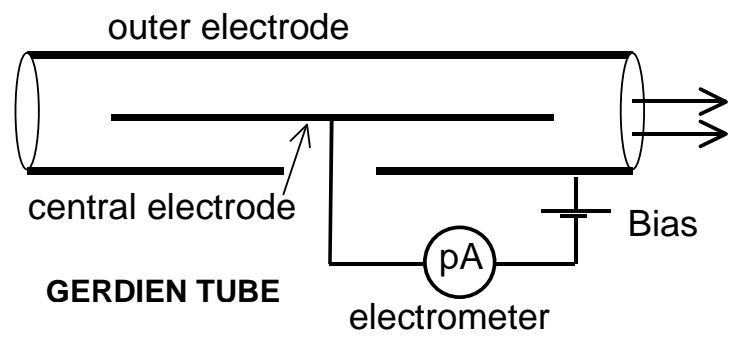 outer electrode
central electrode
Bias
pA
GERDIEN TUBE
electrometer